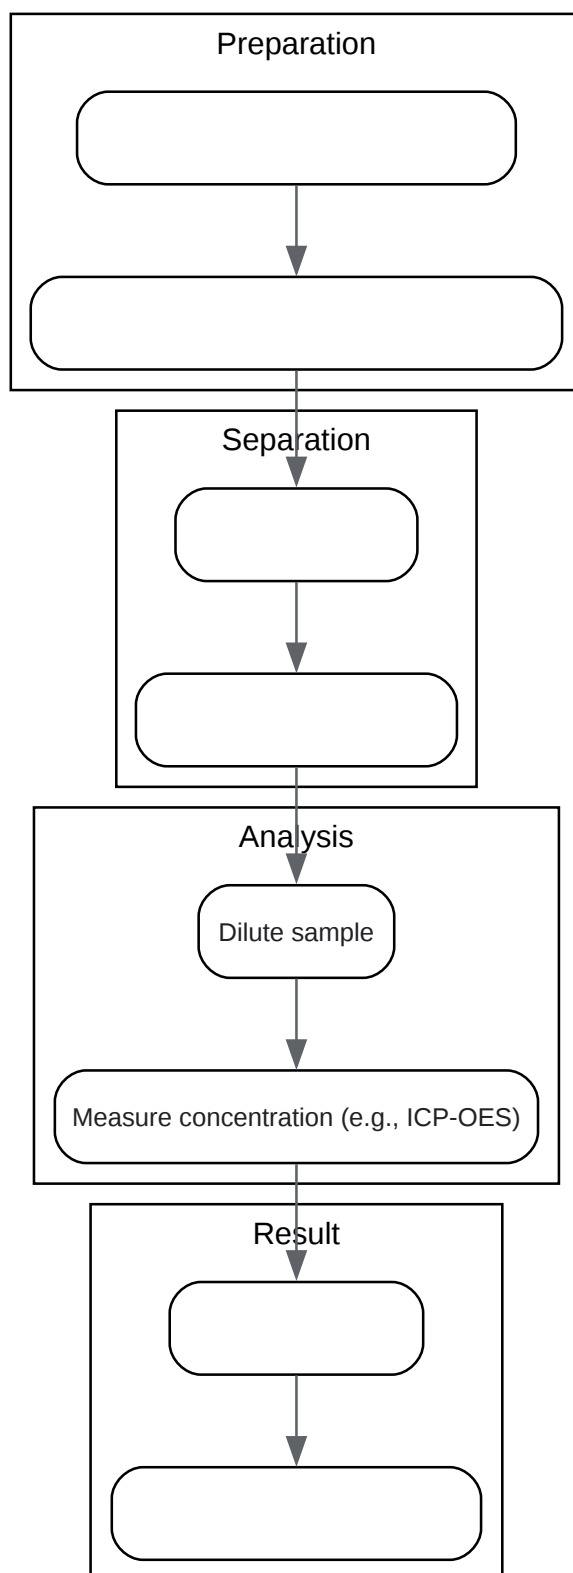 Preparation
Separation
Analysis
Dilute sample
Measure concentration (e.g., ICP-OES)
Result